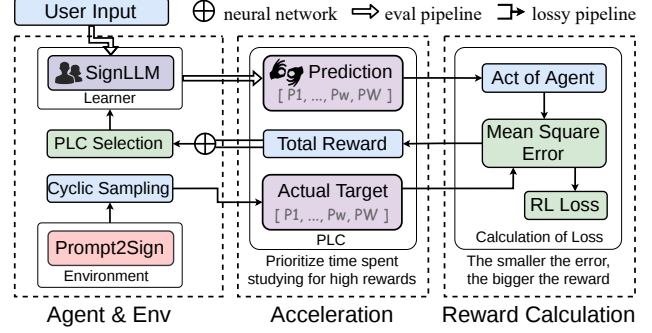 User Input
neural network
eval pipeline
lossy pipeline
SignLLM
Learner
PLC Selection
Cyclic Sampling
Prompt2Sign
Environment
Agent & Env
Prediction
[ P1, ..., Pw, PW ]
Total Reward
Actual Target
[ P1, ..., Pw, PW ]
PLC
Prioritize time spent
studying for high rewards
Acceleration
Act of Agent
Mean Square
Error
RL Loss
Calculation of Loss
The smaller the error,
the bigger the reward
Reward Calculation